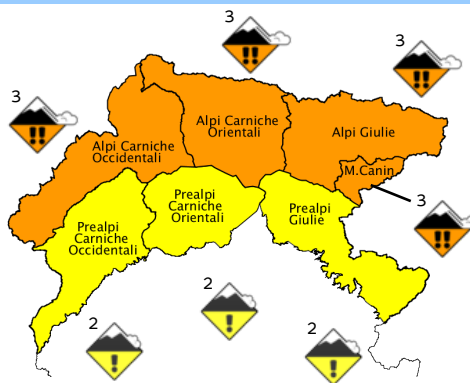 3
3
3
Alpi Carniche
Orientali
Alpi Giulie
Alpi Carniche
Occidentali
M.Canin
3
Prealpi
Carniche
Orientali
Prealpi
Giulie
Prealpi
Carniche
Occidentali
2
2
2